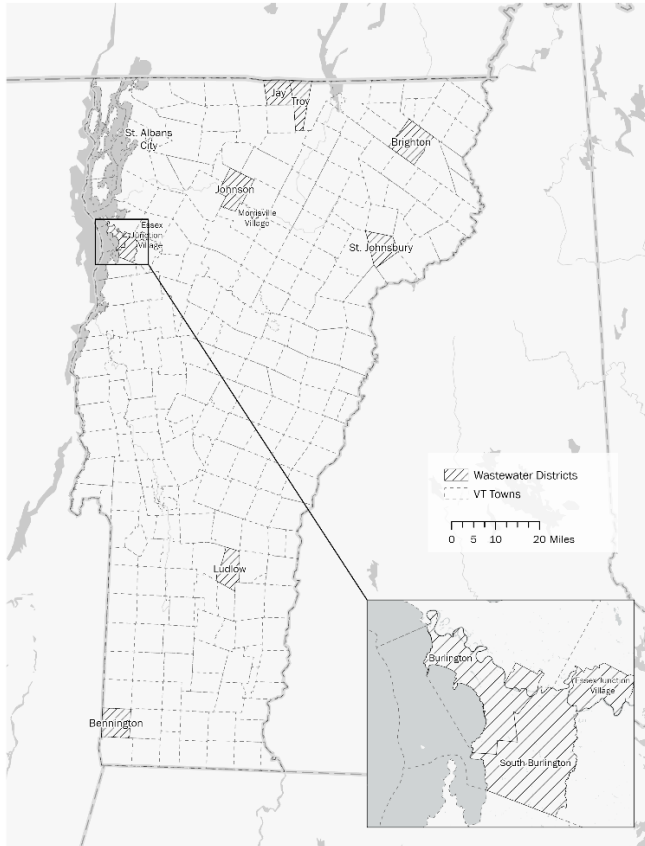 Jay
Troy
St. Albans
City
Brighton
Johnson
Morrisville
Village
Essex
Junction
Village
St. Johnsbury
Wastewater Districts
VT Towns
0 5 10 20 Miles
Ludlow
Burlington
Essex Junction
Village
South Burlington
Bennington